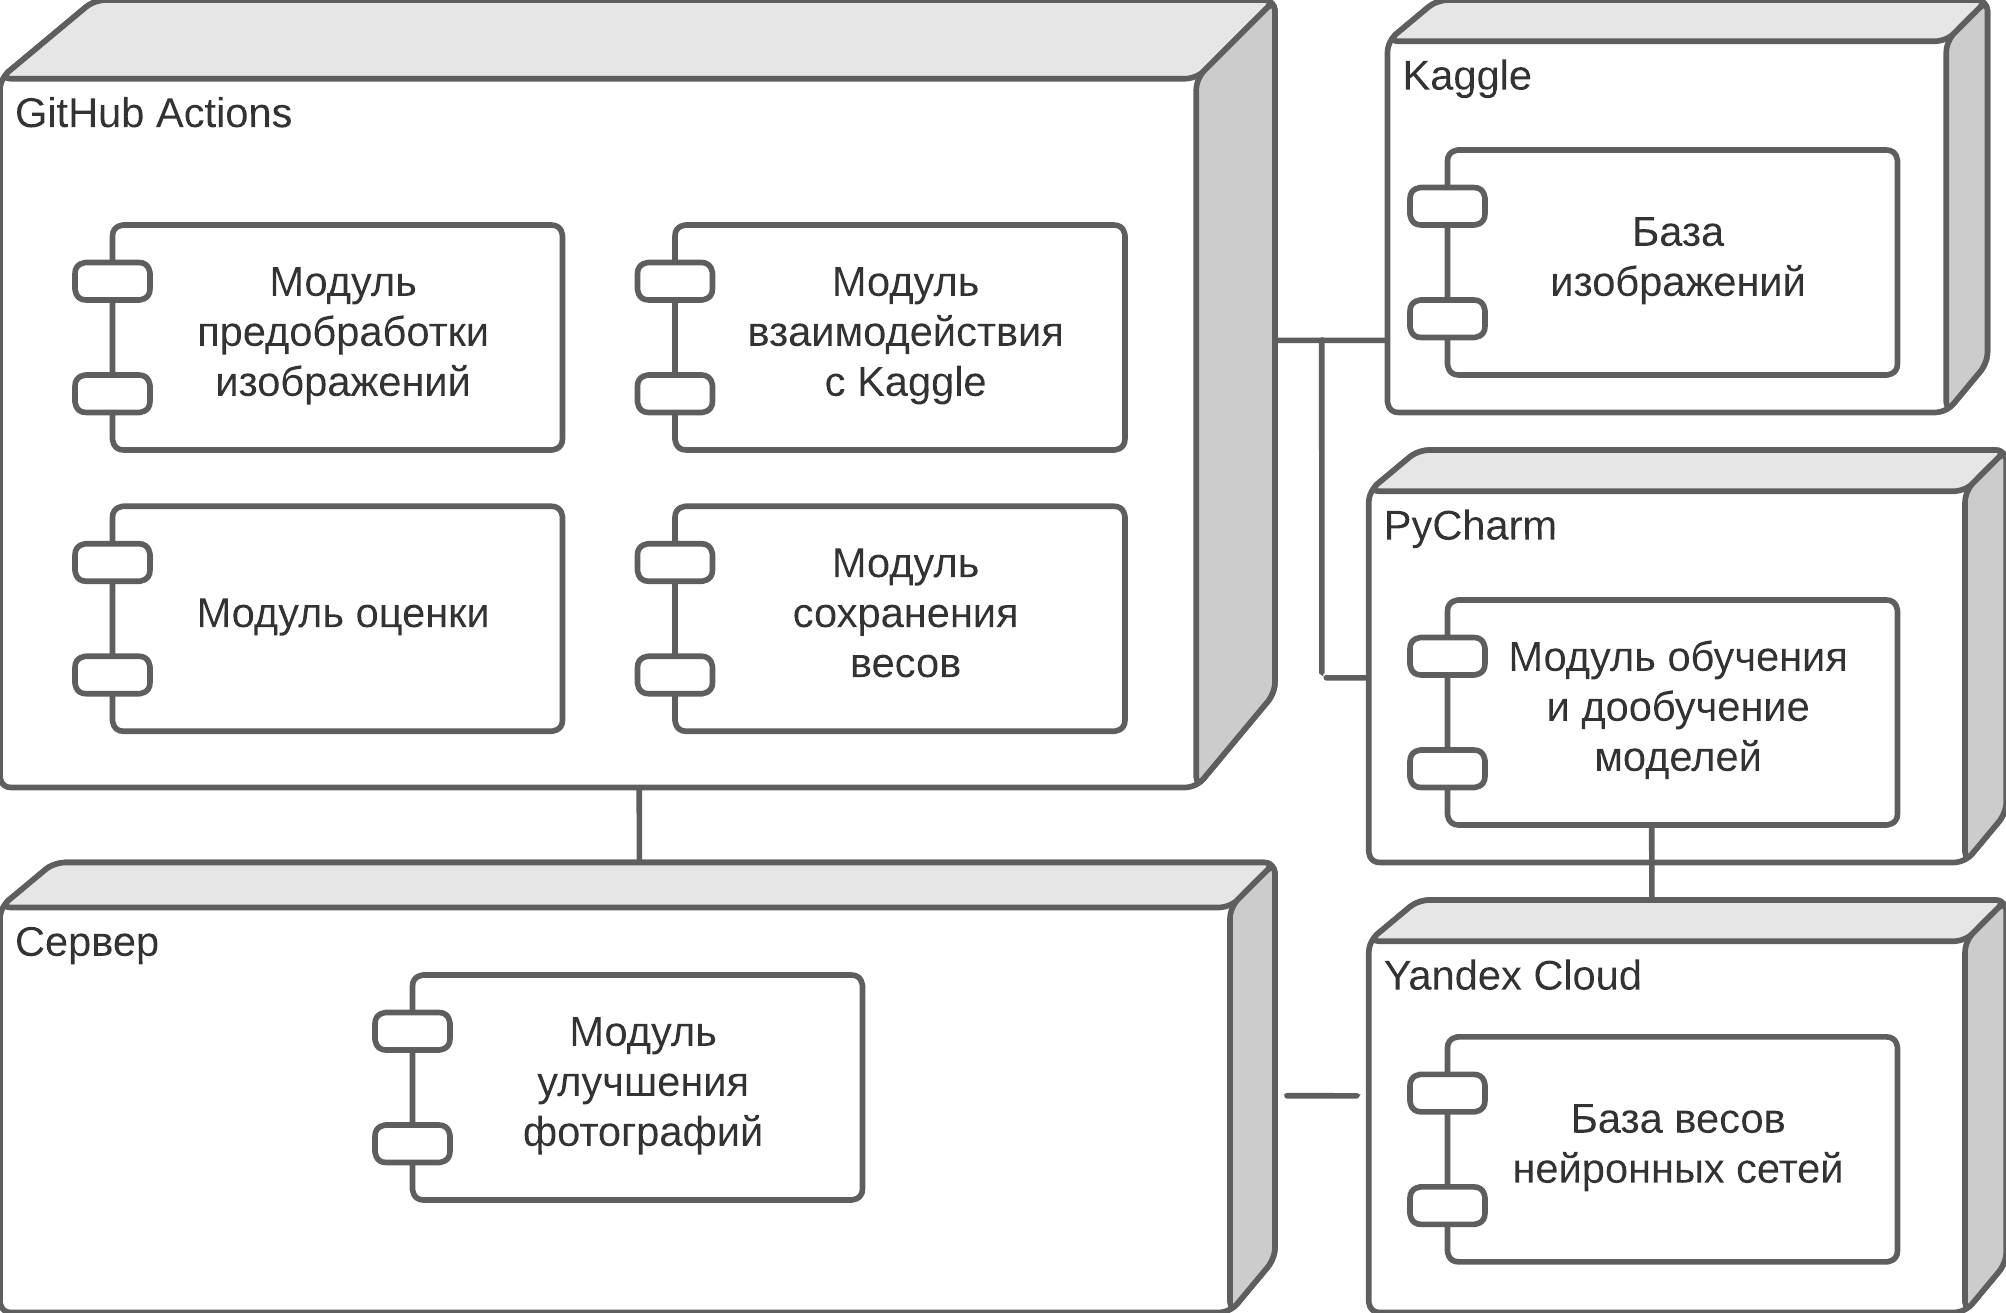 GitHub Actions
Модуль
предобработки
изображений
Модуль
взаимодействия
с Kaggle
Модуль оценки
Модуль
сохранения
весов
Kaggle
База
изображений
PyCharm
Модуль обучения
и дообучение
моделей
Сервер
Модуль
улучшения
фотографий
Yandex Cloud
База весов
нейронных сетей